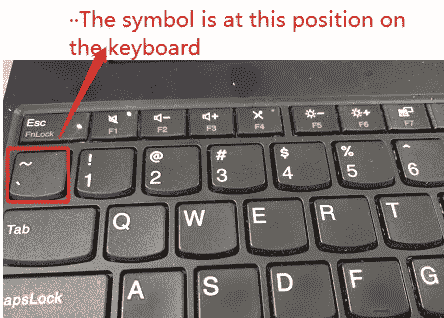 ··The symbol is at this position on
the keyboard
Esc
FnLock
F1
F2
F3
F4
F5
F6
F7
~
`
!
1
@
2
#
3
$
4
%
5
^
6
Tab
Q
W
E
R
T
apsLock
A
S
D
F
G